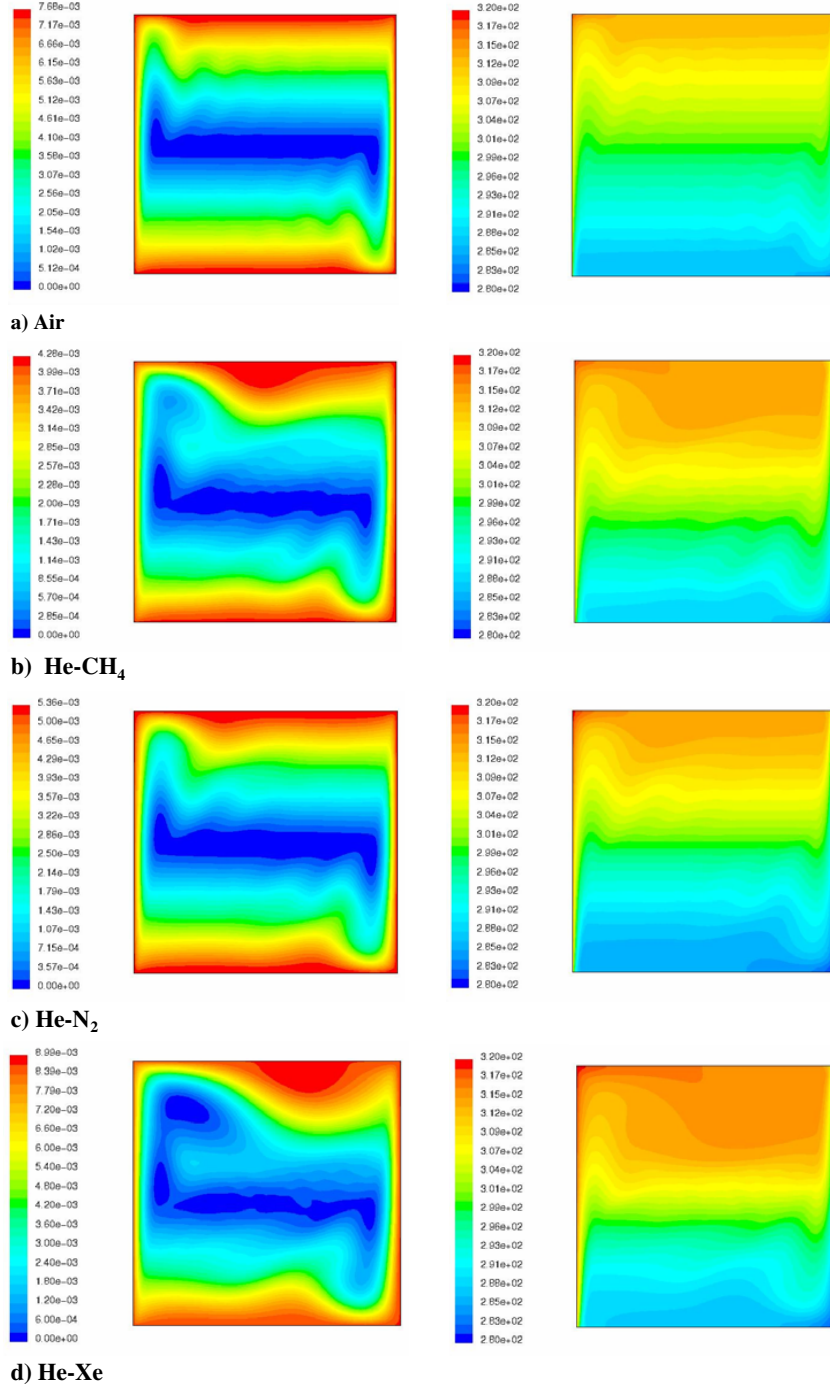 7.68e-03
7.17e-03
6.66e-03
6.15e-03
5.63e-03
5.12e-03
4.61e-03
4.10e-03
3.58e-03
3.07e-03
2.56e-03
2.05e-03
1.54e-03
1.02e-03
5.12e-04
0.00e+00
3.20e+02
3.17e+02
3.15e+02
3.12e+02
3.09e+02
3.07e+02
3.04e+02
3.01e+02
2.99e+02
2.96e+02
2.93e+02
2.91e+02
2.88e+02
2.85e+02
2.83e+02
2.80e+02
a) Air
4.28e-03
3.99e-03
3.71e-03
3.42e-03
3.14e-03
2.85e-03
2.57e-03
2.28e-03
2.00e-03
1.71e-03
1.43e-03
1.14e-03
8.55e-04
5.70e-04
2.85e-04
0.00e+00
3.20e+02
3.17e+02
3.15e+02
3.12e+02
3.09e+02
3.07e+02
3.04e+02
3.01e+02
2.99e+02
2.96e+02
2.93e+02
2.91e+02
2.88e+02
2.85e+02
2.83e+02
2.80e+02
b) He-CH₄
5.36e-03
5.00e-03
4.65e-03
4.29e-03
3.93e-03
3.57e-03
3.22e-03
2.86e-03
2.50e-03
2.14e-03
1.79e-03
1.43e-03
1.07e-03
7.15e-04
3.57e-04
0.00e+00
3.20e+02
3.17e+02
3.15e+02
3.12e+02
3.09e+02
3.07e+02
3.04e+02
3.01e+02
2.99e+02
2.96e+02
2.93e+02
2.91e+02
2.88e+02
2.85e+02
2.83e+02
2.80e+02
c) He-N₂
8.99e-03
8.39e-03
7.79e-03
7.20e-03
6.60e-03
6.00e-03
5.40e-03
4.80e-03
4.20e-03
3.60e-03
3.00e-03
2.40e-03
1.80e-03
1.20e-03
6.00e-04
0.00e+00
3.20e+02
3.17e+02
3.15e+02
3.12e+02
3.09e+02
3.07e+02
3.04e+02
3.01e+02
2.99e+02
2.96e+02
2.93e+02
2.91e+02
2.88e+02
2.85e+02
2.83e+02
2.80e+02
d) He-Xe